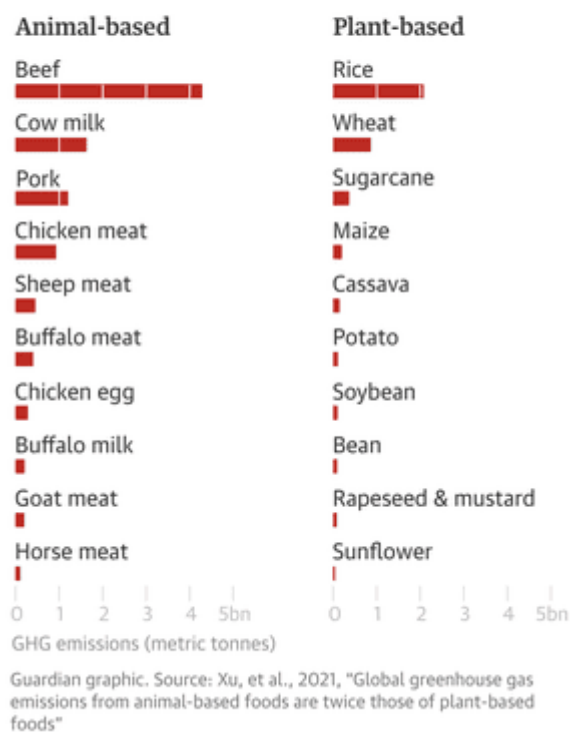 Animal-based
Beef
Cow milk
Pork
Chicken meat
Sheep meat
Buffalo meat
Chicken egg
Buffalo milk
Goat meat
Horse meat
0 1 2 3 4 5bn
Plant-based
Rice
Wheat
Sugarcane
Maize
Cassava
Potato
Soybean
Bean
Rapeseed & mustard
Sunflower
0 1 2 3 4 5bn
GHG emissions (metric tonnes)
Guardian graphic. Source: Xu, et al., 2021, "Global greenhouse gas
emissions from animal-based foods are twice those of plant-based
foods"